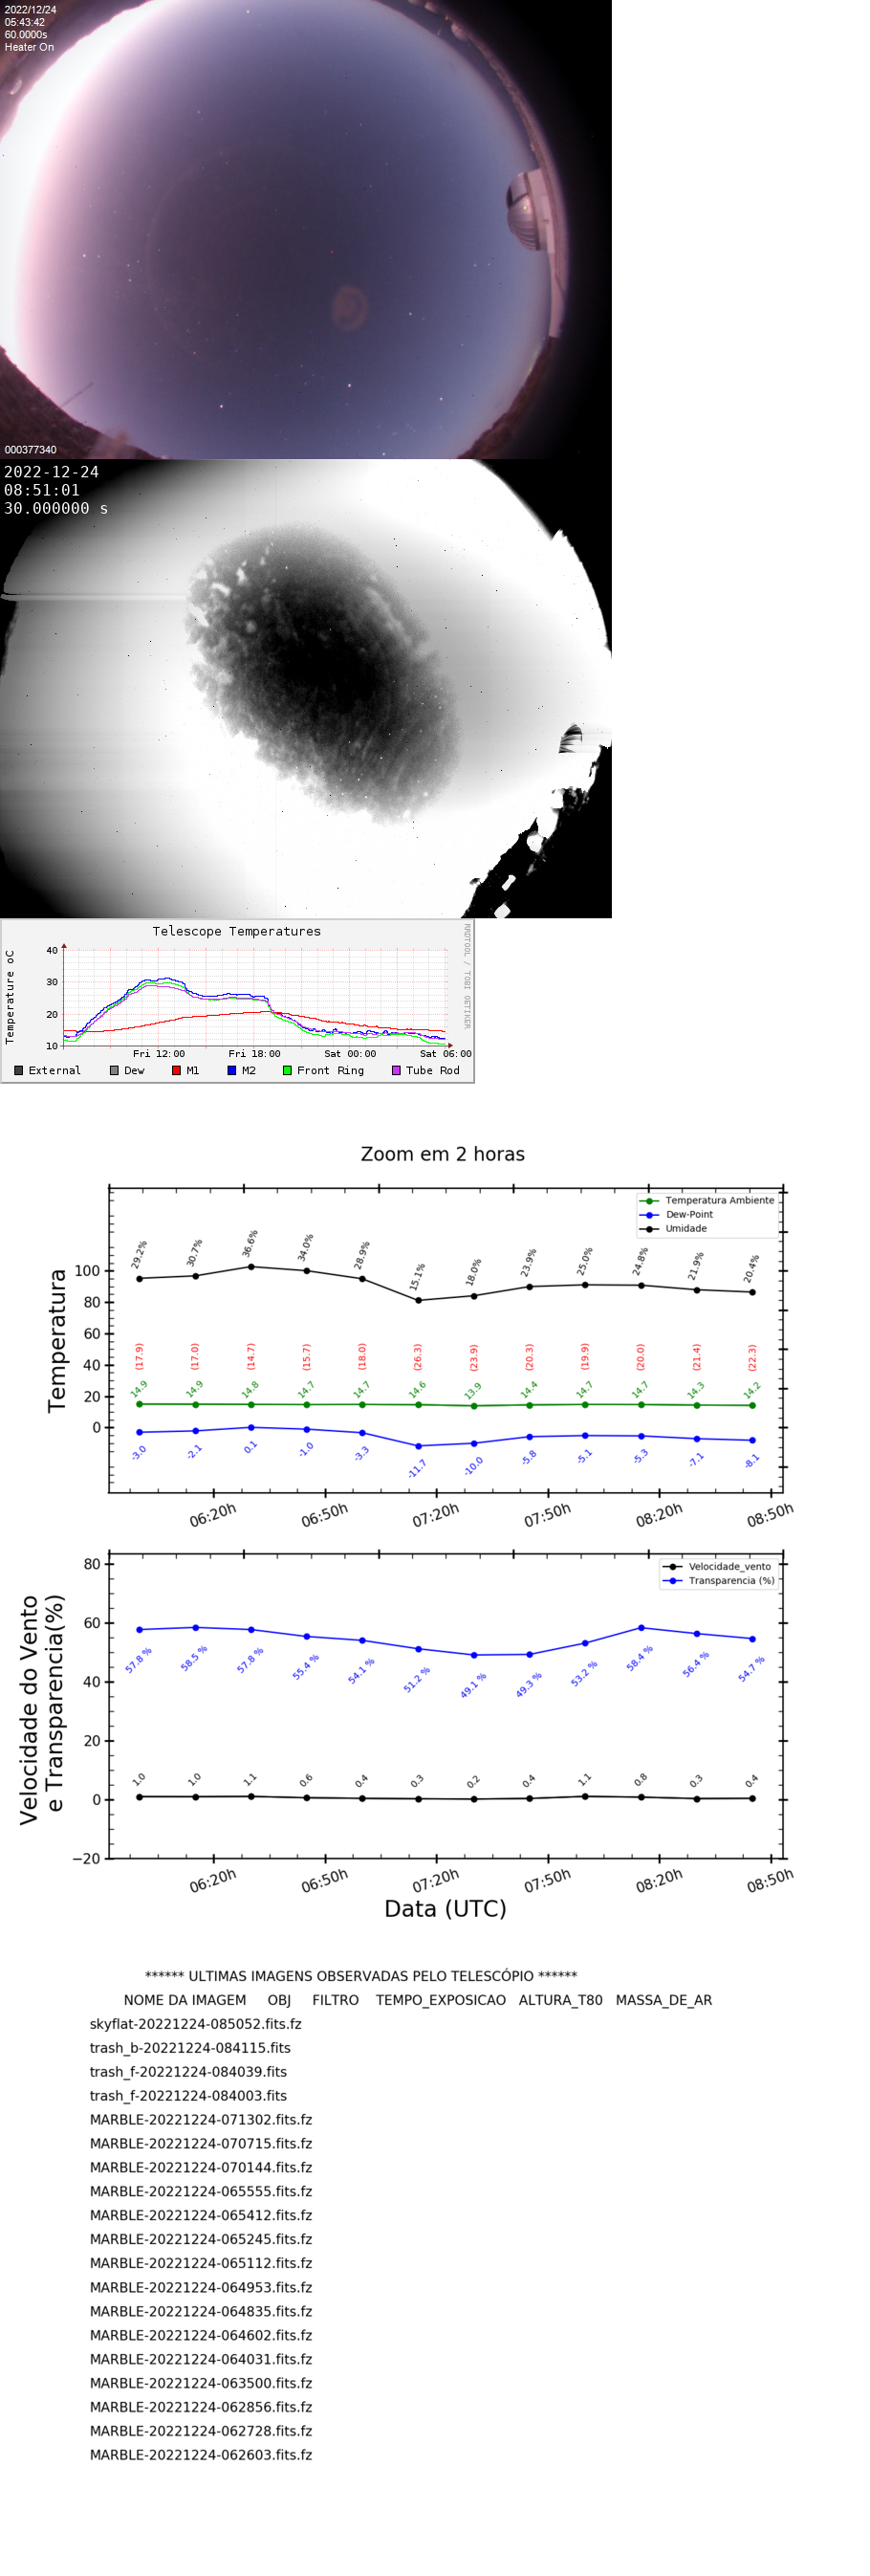 2022/12/24
05:43:42
60.0000s
Heater On
000377340
2022-12-24
08:51:01
30.000000 s
Telescope Temperatures
RRDTOOL / TOBI OETIKER
Temperature oC
40
30
20
10
Fri 12:00 Fri 18:00 Sat 00:00 Sat 06:00
External Dew M1 M2 Front Ring Tube Rod
Zoom em 2 horas
Temperatura Ambiente
Dew-Point
Umidade
Temperatura
100
80
60
40
20
0
29.2% 30.7% 36.6% 34.0% 28.9% 15.1% 18.0% 23.9% 25.0% 24.8% 21.9% 20.4%
(17.9) (17.0) (14.7) (15.7) (18.0) (26.3) (23.9) (20.3) (19.9) (20.0) (21.4) (22.3)
14.9 14.9 14.8 14.7 14.7 14.6 13.9 14.4 14.7 14.7 14.3 14.2
-3.0 -2.1 0.1 -1.0 -3.3 -11.7 -10.0 -5.8 -5.1 -5.3 -7.1 -8.1
06:20h 06:50h 07:20h 07:50h 08:20h 08:50h
Velocidade_vento
Transparencia (%)
Velocidade do Vento
e Transparencia(%)
80
60
40
20
0
−20
57.8 % 58.5 % 57.8 % 55.4 % 54.1 % 51.2 % 49.1 % 49.3 % 53.2 % 58.4 % 56.4 % 54.7 %
1.0 1.0 1.1 0.6 0.4 0.3 0.2 0.4 1.1 0.8 0.3 0.4
06:20h 06:50h 07:20h 07:50h 08:20h 08:50h
Data (UTC)
****** ULTIMAS IMAGENS OBSERVADAS PELO TELESCÓPIO ******
NOME DA IMAGEM OBJ FILTRO TEMPO_EXPOSICAO ALTURA_T80 MASSA_DE_AR
skyflat-20221224-085052.fits.fz
trash_b-20221224-084115.fits
trash_f-20221224-084039.fits
trash_f-20221224-084003.fits
MARBLE-20221224-071302.fits.fz
MARBLE-20221224-070715.fits.fz
MARBLE-20221224-070144.fits.fz
MARBLE-20221224-065555.fits.fz
MARBLE-20221224-065412.fits.fz
MARBLE-20221224-065245.fits.fz
MARBLE-20221224-065112.fits.fz
MARBLE-20221224-064953.fits.fz
MARBLE-20221224-064835.fits.fz
MARBLE-20221224-064602.fits.fz
MARBLE-20221224-064031.fits.fz
MARBLE-20221224-063500.fits.fz
MARBLE-20221224-062856.fits.fz
MARBLE-20221224-062728.fits.fz
MARBLE-20221224-062603.fits.fz